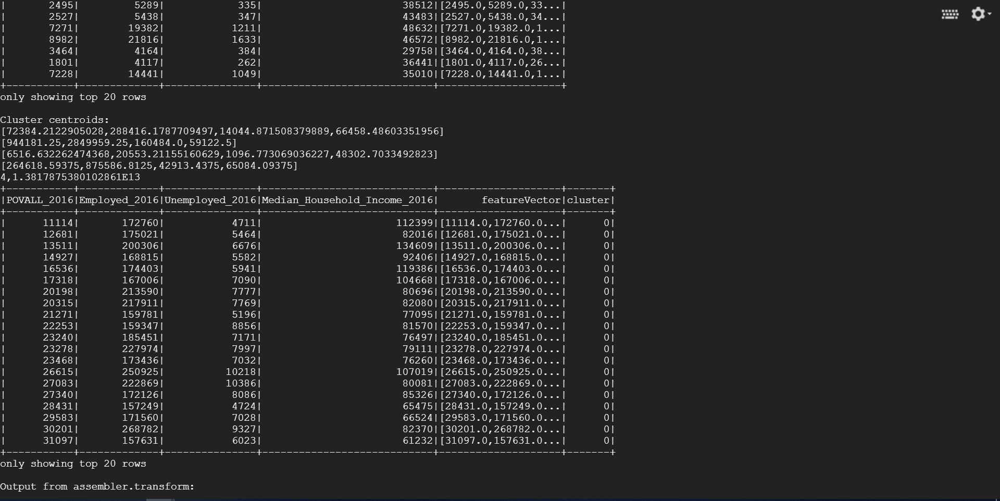 |       2495|         5289|            335|                      38512|[2495.0,5289.0,33...|
|       2527|         5438|            347|                      43483|[2527.0,5438.0,34...|
|       7271|        19382|           1211|                      48632|[7271.0,19382.0,1...|
|       8982|        21816|           1633|                      46572|[8982.0,21816.0,1...|
|       3464|         4164|            384|                      29758|[3464.0,4164.0,38...|
|       1801|         4117|            262|                      36441|[1801.0,4117.0,26...|
|       7228|        14441|           1049|                      35010|[7228.0,14441.0,1...|
+-----------+-------------+---------------+----------------------------+--------------------+
only showing top 20 rows
Cluster centroids:
[72384.2122905028,288416.1787709497,14044.871508379889,66458.48603351956]
[944181.25,2849959.25,160484.0,59122.5]
[6516.632262474368,20553.21155160629,1096.773069036227,48302.7033492823]
[264618.59375,875586.8125,42913.4375,65084.09375]
4,1.3817875380102861E13
+-----------+-------------+---------------+----------------------------+--------------------+-------+
|POVALL_2016|Employed_2016|Unemployed_2016|Median_Household_Income_2016|       featureVector|cluster|
+-----------+-------------+---------------+----------------------------+--------------------+-------+
|      11114|       172760|           4711|                      112399|[11114.0,172760.0...|      0|
|      12681|       175021|           5464|                       82016|[12681.0,175021.0...|      0|
|      13511|       200306|           6676|                      134609|[13511.0,200306.0...|      0|
|      14927|       168815|           5582|                       92406|[14927.0,168815.0...|      0|
|      16536|       174403|           5941|                      119386|[16536.0,174403.0...|      0|
|      17318|       167006|           7090|                      104668|[17318.0,167006.0...|      0|
|      20198|       213590|           7777|                       80696|[20198.0,213590.0...|      0|
|      20315|       217911|           7769|                       82080|[20315.0,217911.0...|      0|
|      21271|       159781|           5196|                       77095|[21271.0,159781.0...|      0|
|      22253|       159347|           8856|                       81570|[22253.0,159347.0...|      0|
|      23240|       185451|           7171|                       76497|[23240.0,185451.0...|      0|
|      23278|       227974|           7997|                       79111|[23278.0,227974.0...|      0|
|      23468|       173436|           7032|                       76260|[23468.0,173436.0...|      0|
|      26615|       250925|          10218|                      107019|[26615.0,250925.0...|      0|
|      27083|       222869|          10386|                       80081|[27083.0,222869.0...|      0|
|      27340|       172126|           8086|                       85326|[27340.0,172126.0...|      0|
|      28431|       157249|           4724|                       65475|[28431.0,157249.0...|      0|
|      29583|       171560|           7028|                       66524|[29583.0,171560.0...|      0|
|      30201|       268782|           9327|                       82370|[30201.0,268782.0...|      0|
|      31097|       157631|           6023|                       61232|[31097.0,157631.0...|      0|
+-----------+-------------+---------------+----------------------------+--------------------+-------+
only showing top 20 rows
Output from assembler.transform: